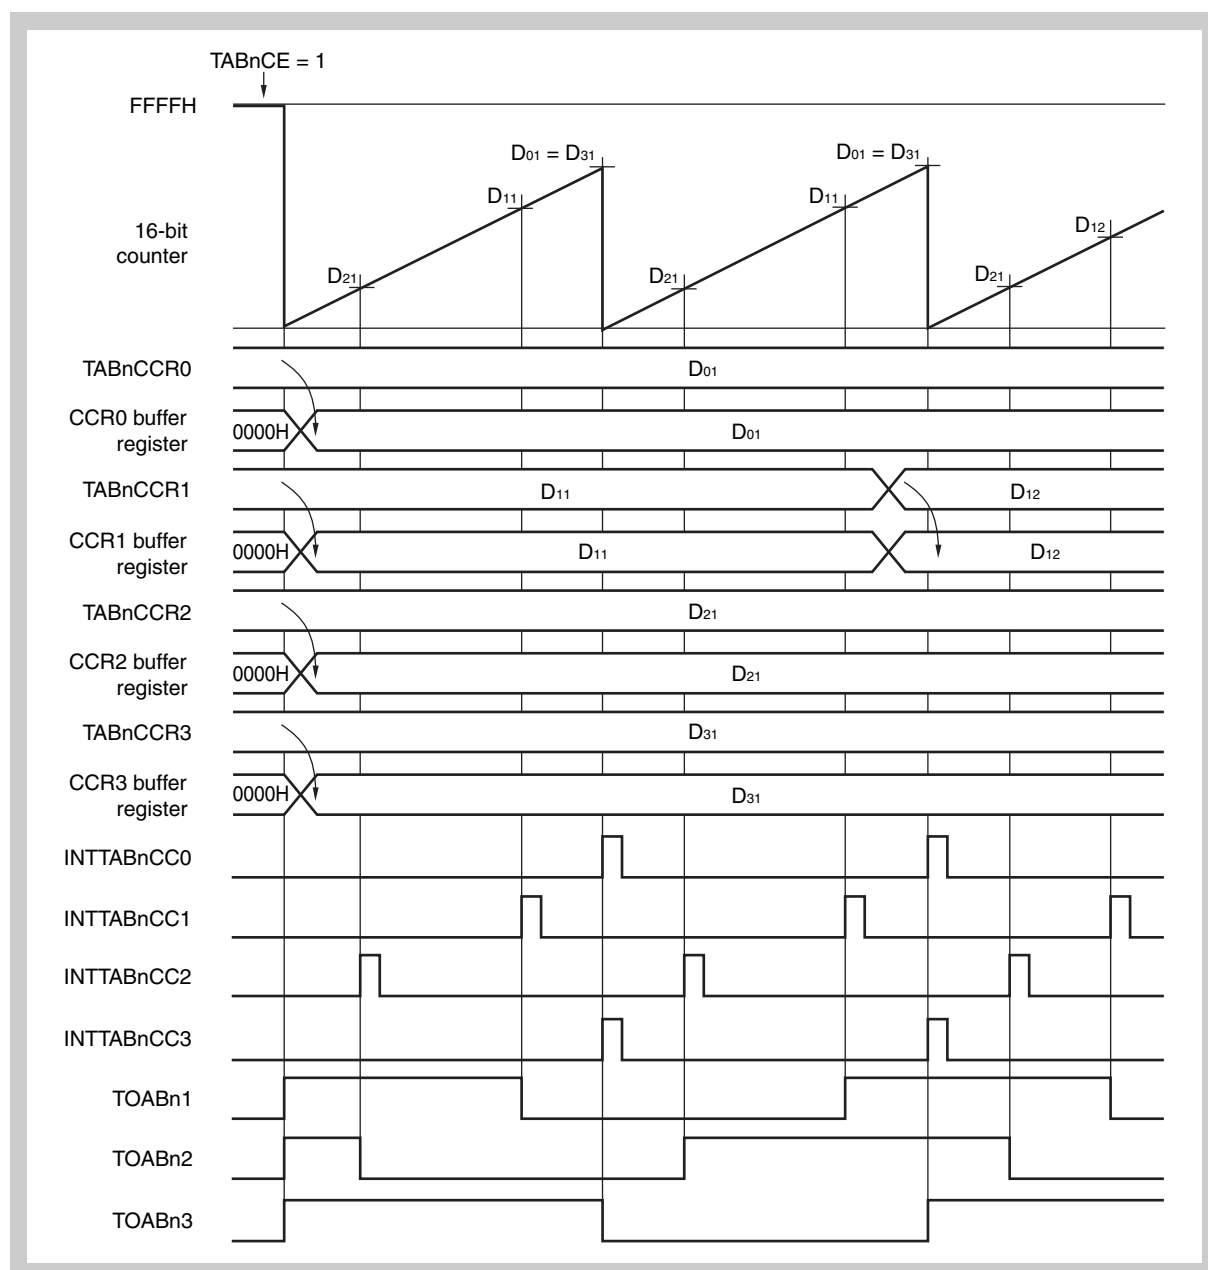 TABnCE = 1
FFFFH
D01 = D31
D01 = D31
D11
D11
D12
16-bit
counter
D21
D21
D21
TABnCCR0
D01
CCR0 buffer
register
0000H
D01
TABnCCR1
D11
D12
CCR1 buffer
register
0000H
D11
D12
TABnCCR2
D21
CCR2 buffer
register
0000H
D21
TABnCCR3
D31
CCR3 buffer
register
0000H
D31
INTTABnCC0
INTTABnCC1
INTTABnCC2
INTTABnCC3
TOABn1
TOABn2
TOABn3